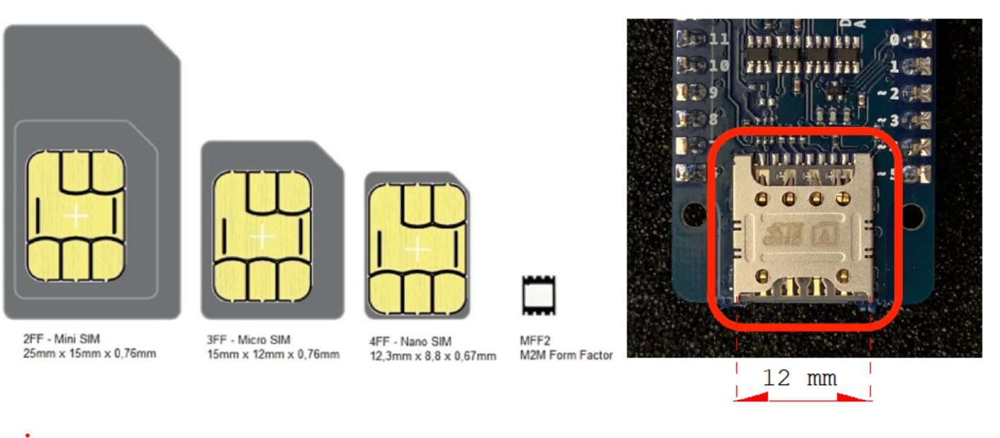 2FF - Mini SIM
25mm x 15mm x 0,76mm
3FF - Micro SIM
15mm x 12mm x 0,76mm
4FF - Nano SIM
12,3mm x 8,8 x 0,67mm
MFF2
M2M Form Factor
D
A
11
10
9
8
0
1
~2
~3
~5
12 mm